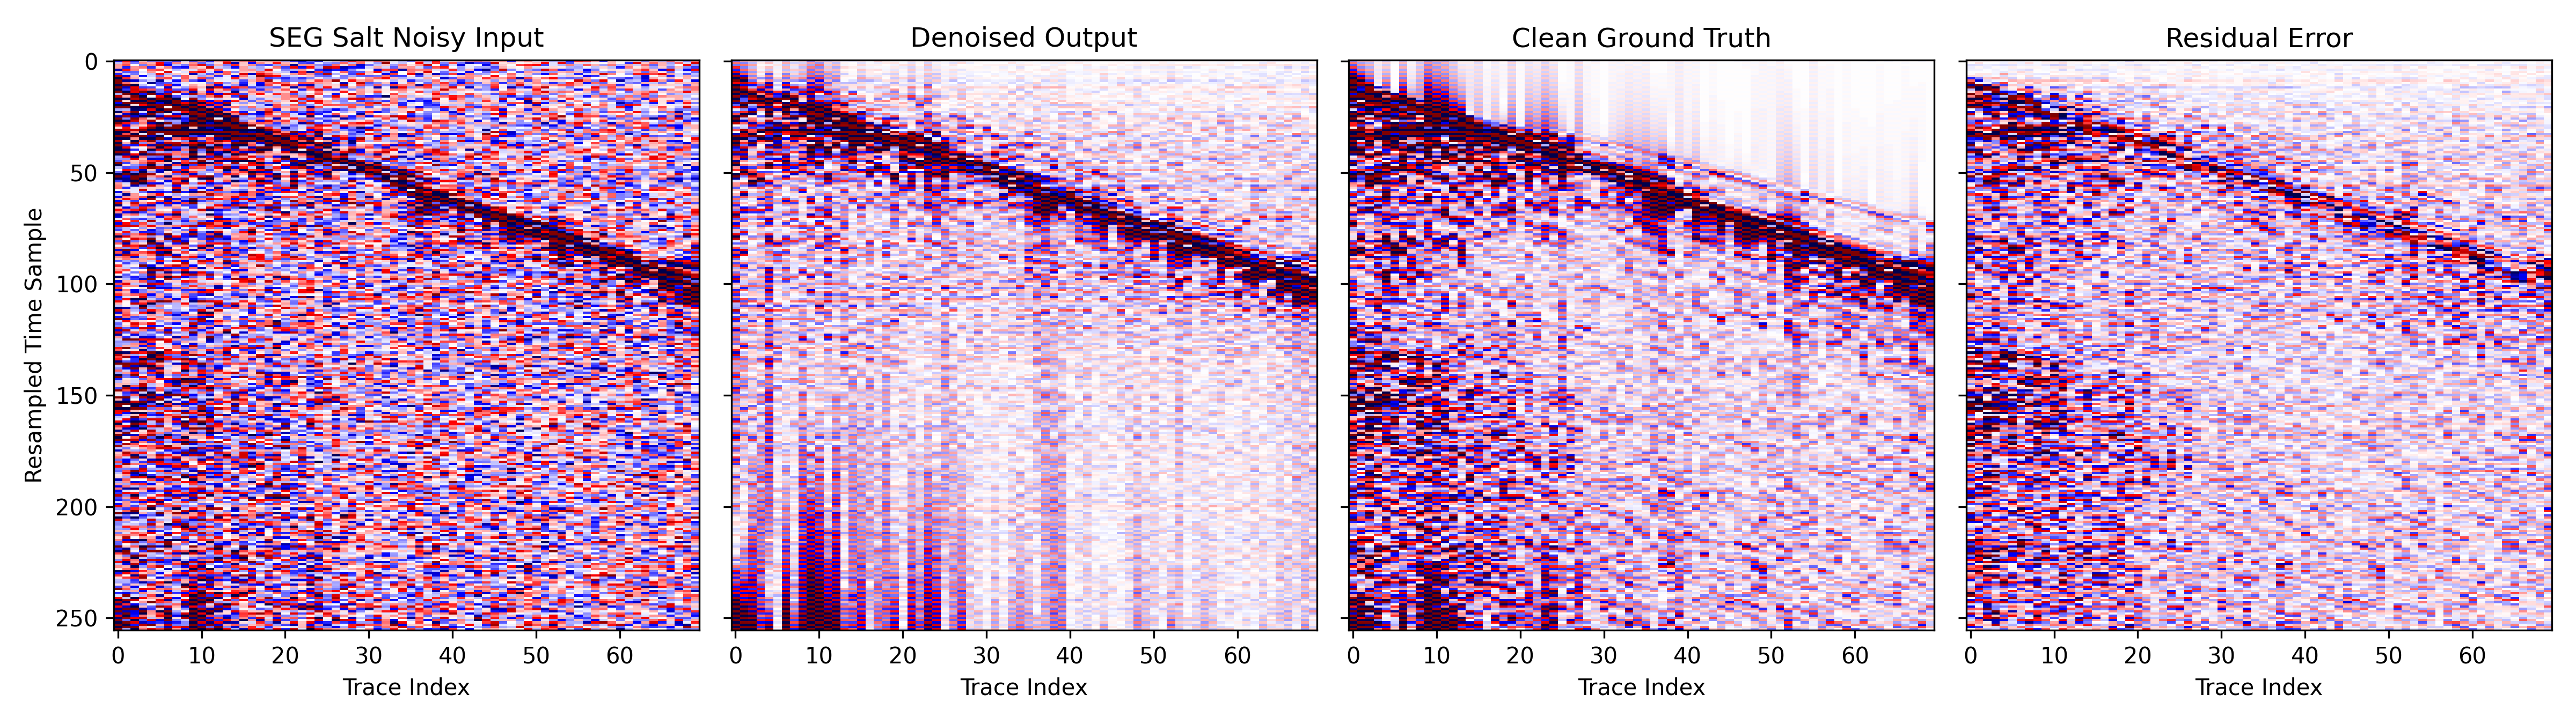 SEG Salt Noisy Input
Denoised Output
Clean Ground Truth
Residual Error
Resampled Time Sample
0
50
100
150
200
250
0 10 20 30 40 50 60
0 10 20 30 40 50 60
0 10 20 30 40 50 60
0 10 20 30 40 50 60
Trace Index
Trace Index
Trace Index
Trace Index